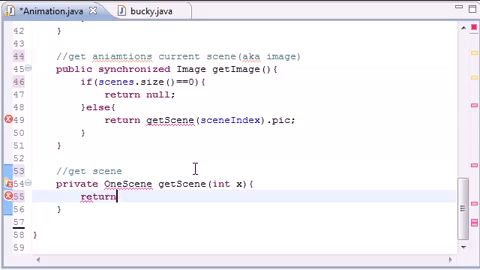 *Animation.java bucky.java
42 }
43
44 //get aniamtions current scene(aka image)
45 public synchronized Image getImage(){
46 if(scenes.size()==0){
47 return null;
48 }else{
49 return getScene(sceneIndex).pic;
50 }
51 }
52
53 //get scene
54 private OneScene getScene(int x){
55 return
56 }
57
58 }
59